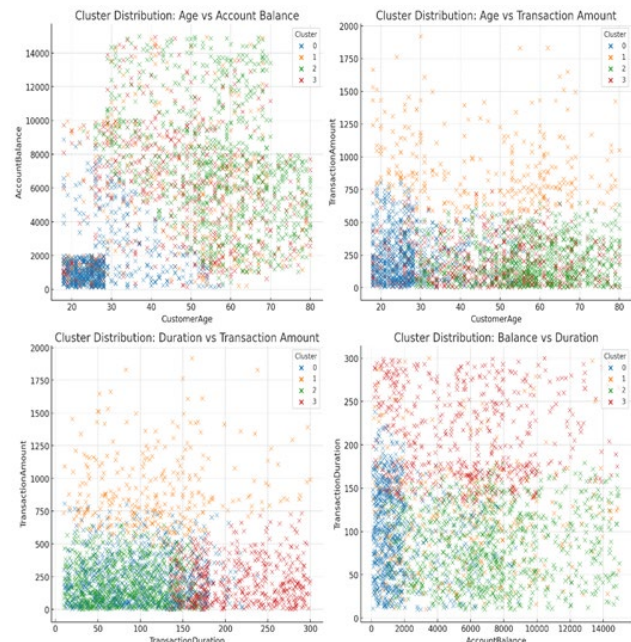 Cluster Distribution: Age vs Account Balance
Cluster
0
1
2
3
14000
12000
10000
8000
6000
4000
2000
0
AccountBalance
20 30 40 50 60 70 80
CustomerAge
Cluster Distribution: Age vs Transaction Amount
Cluster
0
1
2
3
2000
1750
1500
1250
1000
750
500
250
0
TransactionAmount
20 30 40 50 60 70 80
CustomerAge
Cluster Distribution: Duration vs Transaction Amount
Cluster
0
1
2
3
2000
1750
1500
1250
1000
750
500
250
0
TransactionAmount
0 50 100 150 200 250 300
TransactionDuration
Cluster Distribution: Balance vs Duration
Cluster
0
1
2
3
300
250
200
150
100
50
0
TransactionDuration
0 2000 4000 6000 8000 10000 12000 14000
AccountBalance